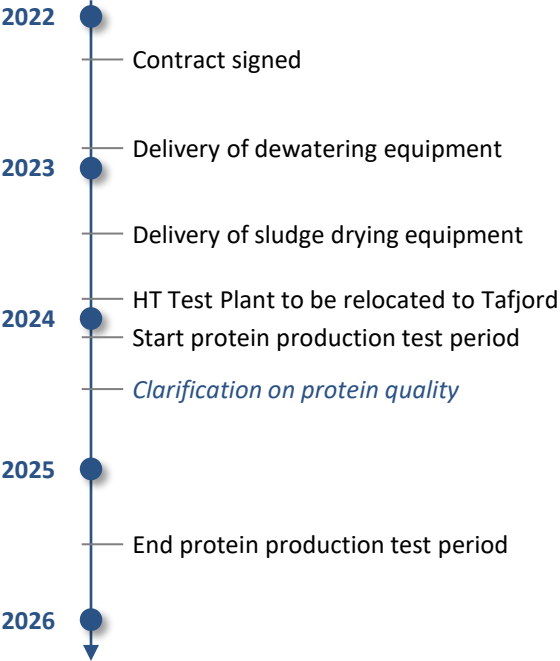 2022
Contract signed
Delivery of dewatering equipment
2023
Delivery of sludge drying equipment
HT Test Plant to be relocated to Tafjord
2024
Start protein production test period
Clarification on protein quality
2025
End protein production test period
2026